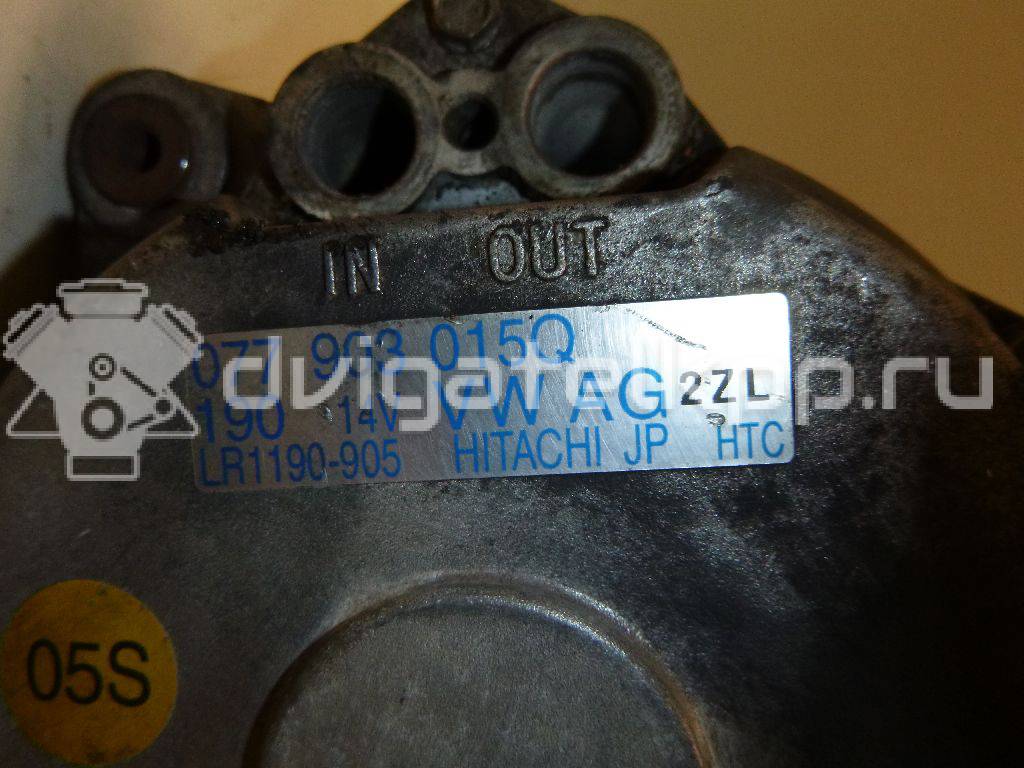 IN OUT
077 903 015Q
190 14V VW AG 2ZL
LR1190-905 HITACHI JP HTC
05S
dvigatelshop.ru